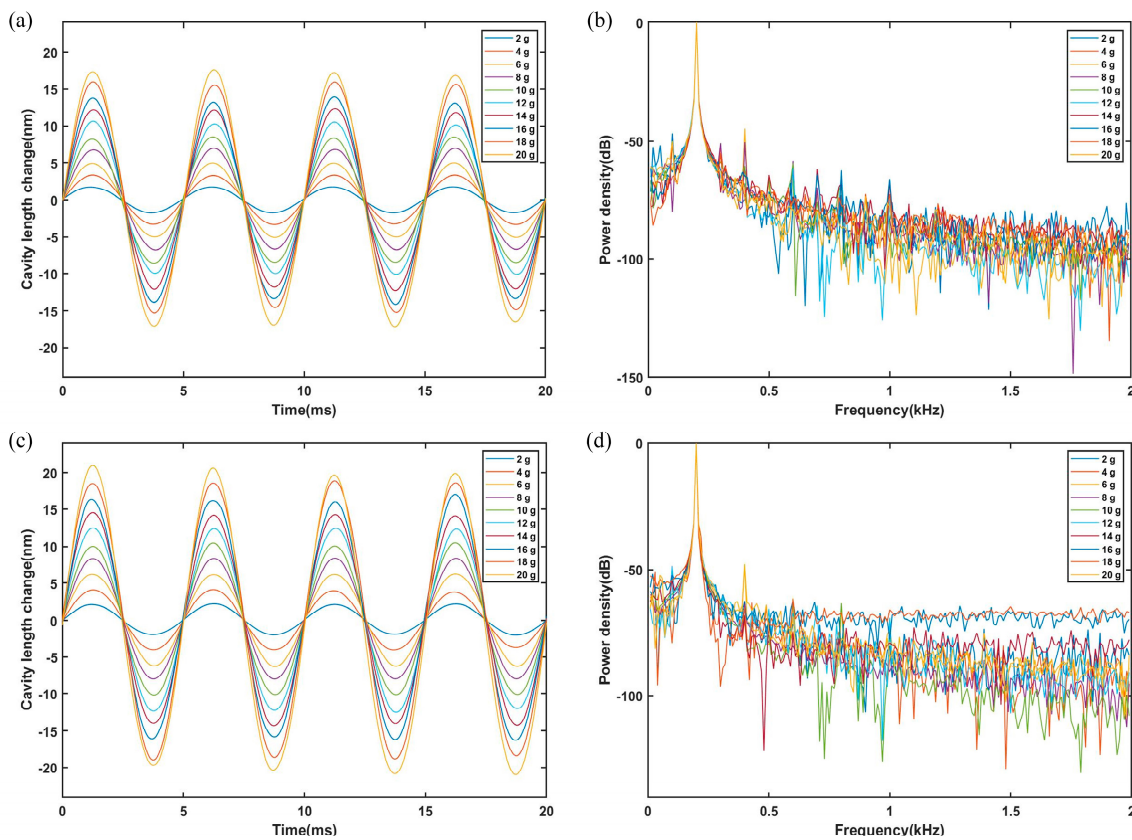 (a)
Cavity length change(nm)
20
15
10
5
0
-5
-10
-15
-20
0 5 10 15 20
Time(ms)
2 g
4 g
6 g
8 g
10 g
12 g
14 g
16 g
18 g
20 g
(b)
Power density(dB)
0
-50
-100
-150
0 0.5 1 1.5 2
Frequency(kHz)
2 g
4 g
6 g
8 g
10 g
12 g
14 g
16 g
18 g
20 g
(c)
Cavity length change(nm)
20
15
10
5
0
-5
-10
-15
-20
0 5 10 15 20
Time(ms)
2 g
4 g
6 g
8 g
10 g
12 g
14 g
16 g
18 g
20 g
(d)
Power density(dB)
0
-50
-100
0 0.5 1 1.5 2
Frequency(kHz)
2 g
4 g
6 g
8 g
10 g
12 g
14 g
16 g
18 g
20 g